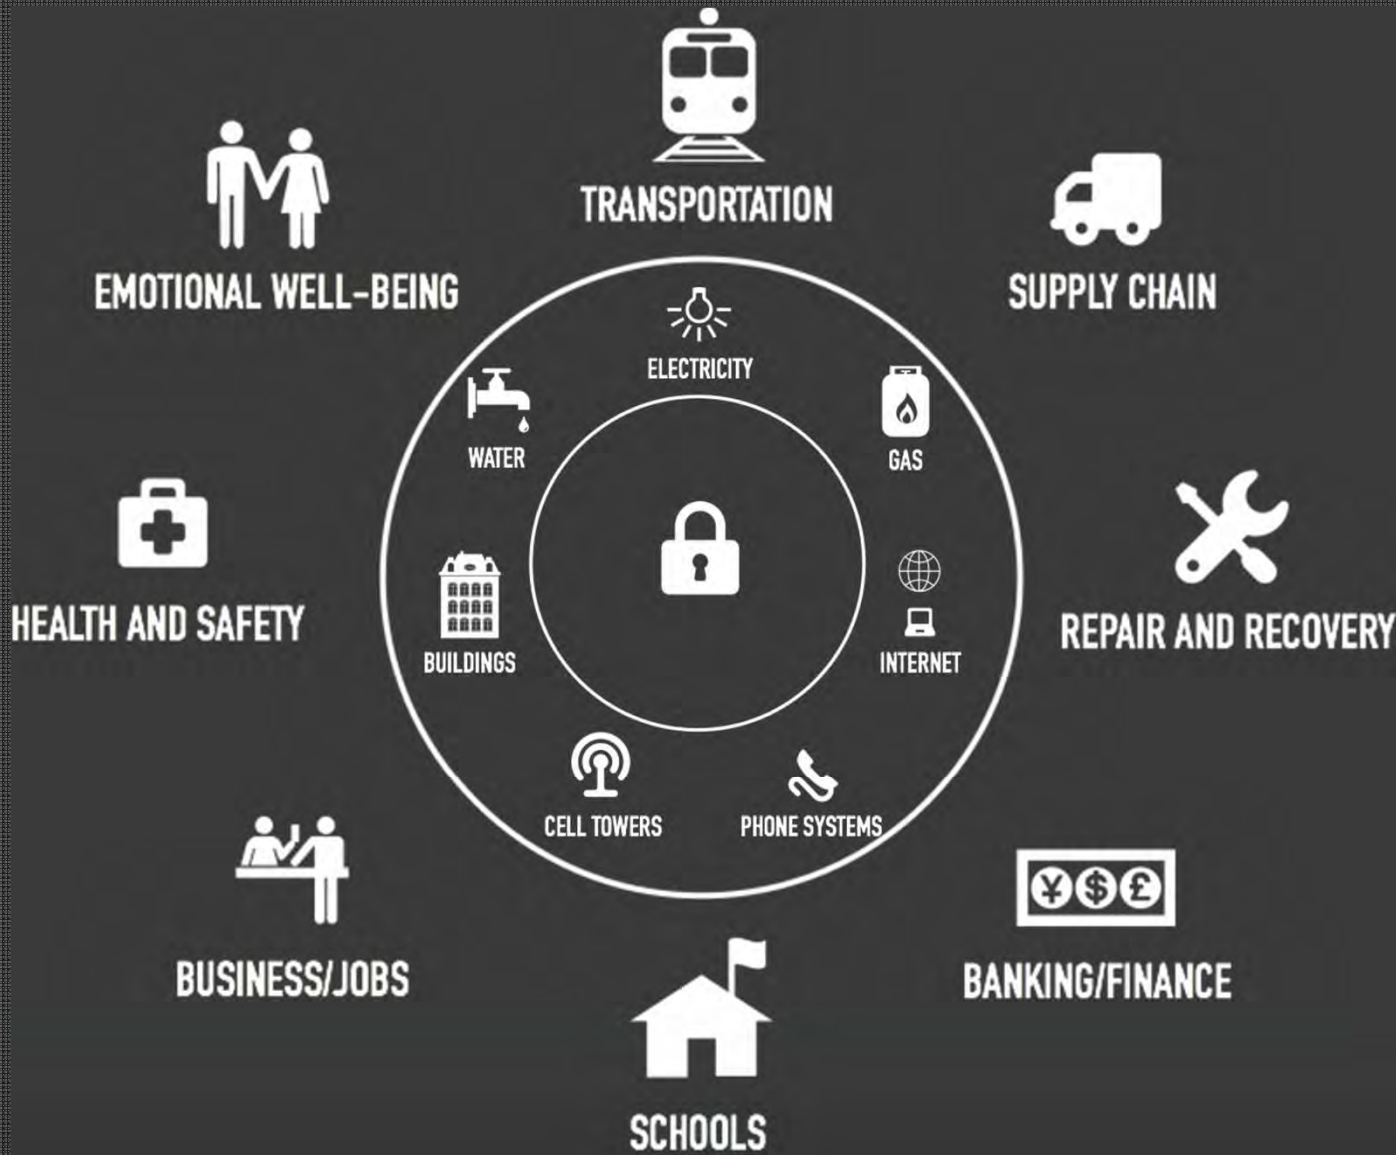 TRANSPORTATION
EMOTIONAL WELL-BEING
SUPPLY CHAIN
ELECTRICITY
WATER
GAS
HEALTH AND SAFETY
REPAIR AND RECOVERY
BUILDINGS
INTERNET
CELL TOWERS
PHONE SYSTEMS
¥ $ £
BUSINESS/JOBS
BANKING/FINANCE
SCHOOLS